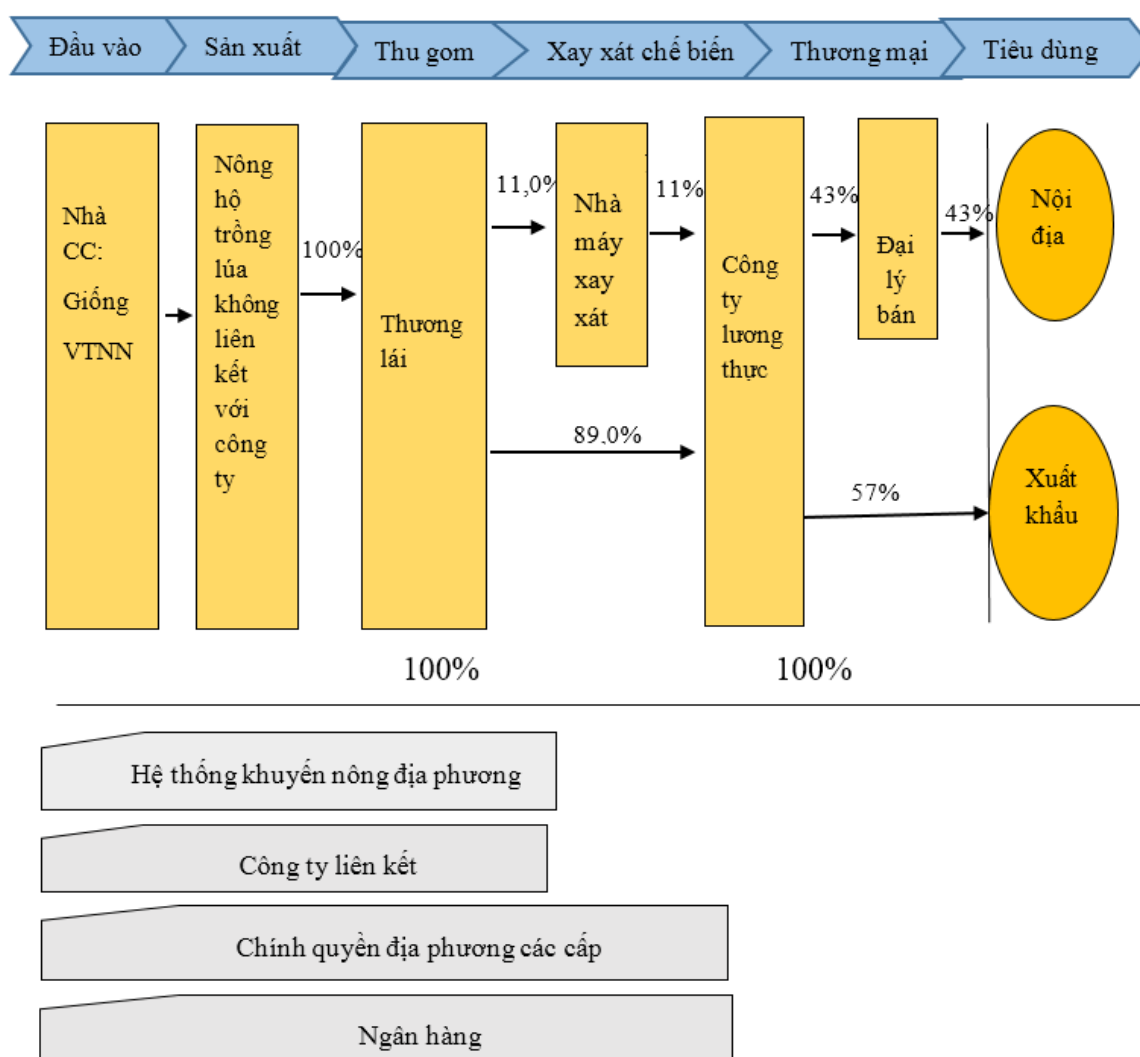 Đầu vào
Sản xuất
Thu gom
Xay xát chế biến
Thương mại
Tiêu dùng
Nhà
CC:
Giống
VTNN
Nông
hộ
trồng
lúa
không
liên
kết
với
công
ty
100%
Thương
lái
11,0%
Nhà
máy
xay
xát
11%
89.0%
Công
ty
lương
thực
43%
Đại
lý
bán
43%
57%
Nội
địa
Xuất
khẩu
100%
100%
Hệ thống khuyến nông địa phương
Công ty liên kết
Chính quyền địa phương các cấp
Ngân hàng